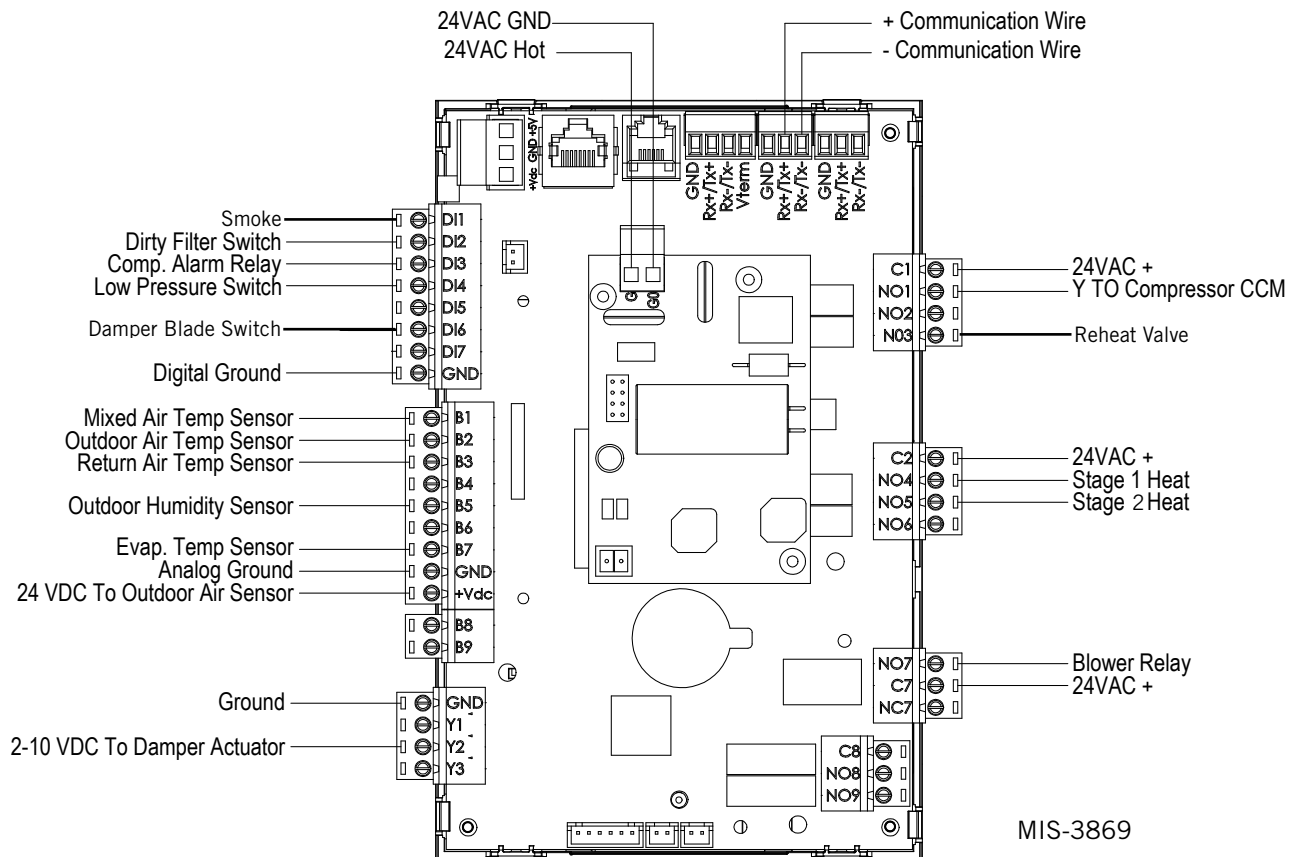 24VAC GND
24VAC Hot
+ Communication Wire
- Communication Wire
+Vdc GND +5V
GND
Rx+/Tx+
Rx-/Tx-
Vterm
GND
Rx+/Tx+
Rx-/Tx-
GND
Rx+/Tx+
Rx-/Tx-
Smoke DI1
Dirty Filter Switch DI2
Comp. Alarm Relay DI3
Low Pressure Switch DI4
DI5
Damper Blade Switch DI6
DI7
Digital Ground GND
Mixed Air Temp Sensor B1
Outdoor Air Temp Sensor B2
Return Air Temp Sensor B3
B4
Outdoor Humidity Sensor B5
B6
Evap. Temp Sensor B7
Analog Ground GND
24 VDC To Outdoor Air Sensor +Vdc
B8
B9
Ground GND
Y1
2-10 VDC To Damper Actuator Y2
Y3
G
G0
C1 24VAC +
NO1 Y TO Compressor CCM
NO2
N03 Reheat Valve
C2 24VAC +
NO4 Stage 1 Heat
NO5 Stage 2 Heat
NO6
NO7 Blower Relay
C7 24VAC +
NC7
C8
NO8
NO9
MIS-3869